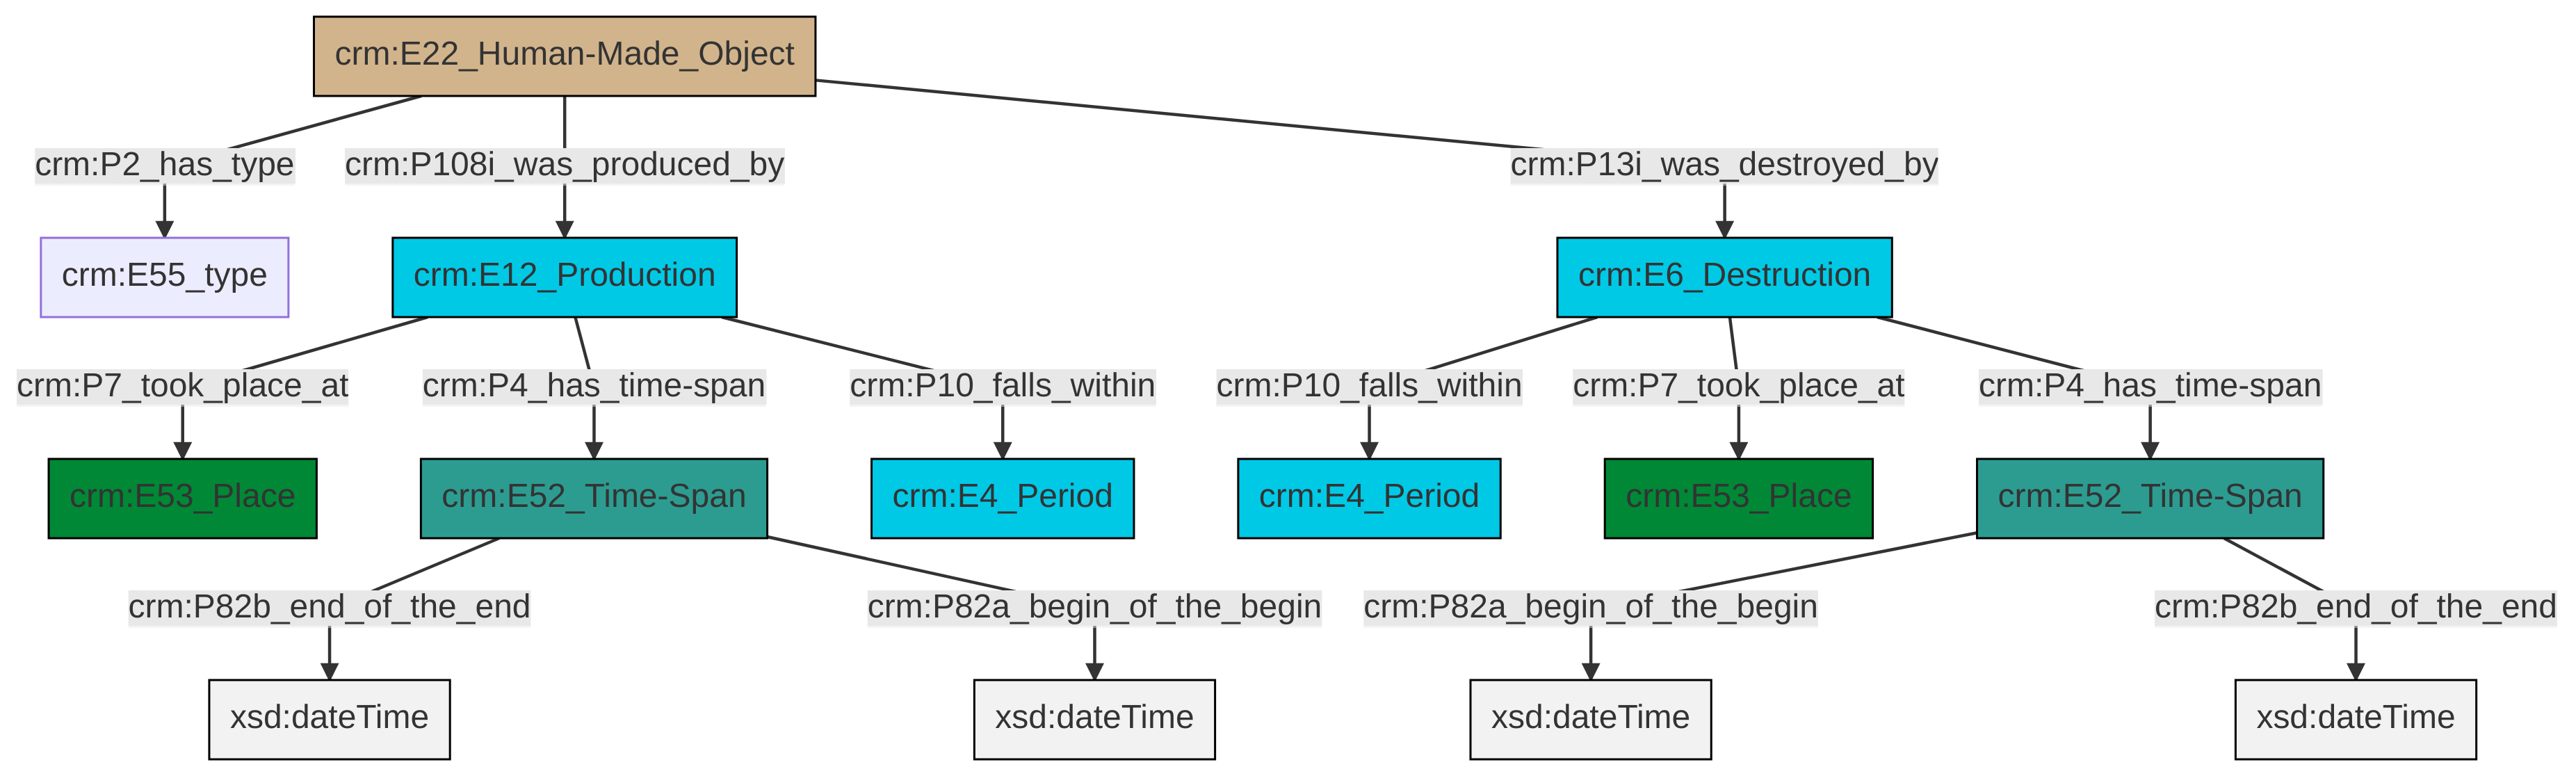 crm:E22_Human-Made_Object
crm:P2_has_type
crm:P108i_was_produced_by
crm:P13i_was_destroyed_by
crm:E55_type
crm:E12_Production
crm:E6_Destruction
crm:P7_took_place_at
crm:P4_has_time-span
crm:P10_falls_within
crm:P10_falls_within
crm:P7_took_place_at
crm:P4_has_time-span
crm:E53_Place
crm:E52_Time-Span
crm:E4_Period
crm:E4_Period
crm:E53_Place
crm:E52_Time-Span
crm:P82b_end_of_the_end
crm:P82a_begin_of_the_begin
crm:P82a_begin_of_the_begin
crm:P82b_end_of_the_end
xsd:dateTime
xsd:dateTime
xsd:dateTime
xsd:dateTime